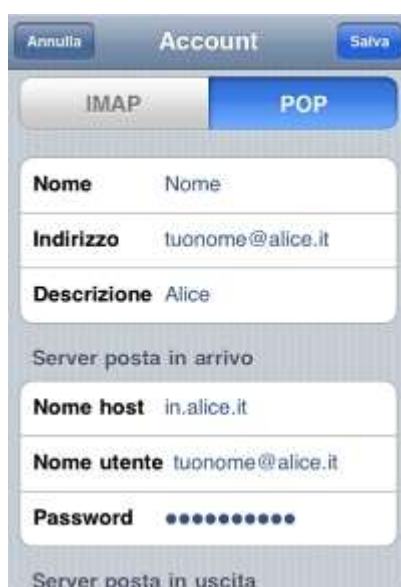 Annulla Account Salva
IMAP POP
Nome Nome
Indirizzo tuonome@alice.it
Descrizione Alice
Server posta in arrivo
Nome host in.alice.it
Nome utente tuonome@alice.it
Password ●●●●●●●●●●
Server posta in uscita